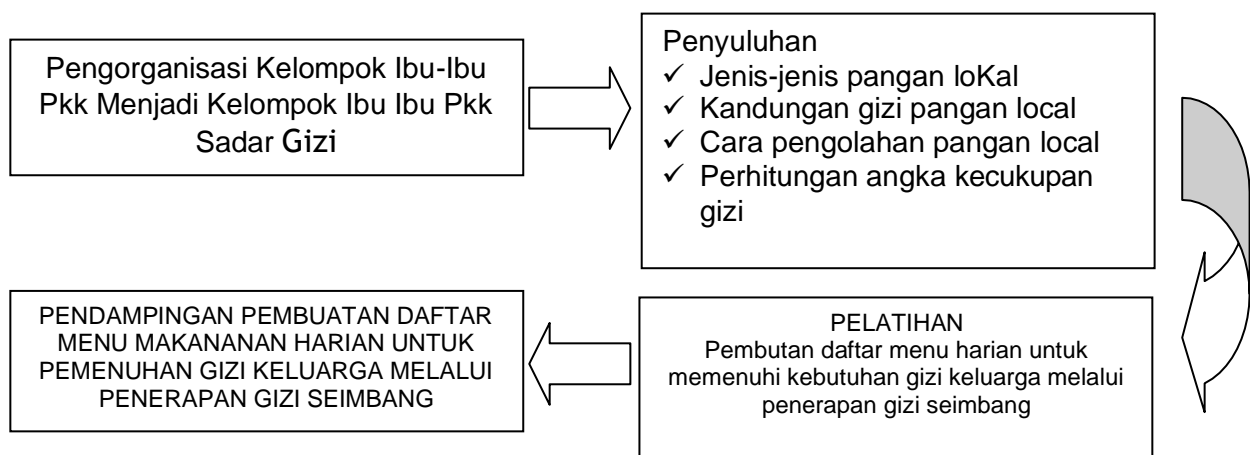 Pengorganisasi Kelompok Ibu-Ibu
Pkk Menjadi Kelompok Ibu Ibu Pkk
Sadar Gizi
Penyuluhan
✓ Jenis-jenis pangan loKal
✓ Kandungan gizi pangan local
✓ Cara pengolahan pangan local
✓ Perhitungan angka kecukupan
gizi
PELATIHAN
Pembutan daftar menu harian untuk
memenuhi kebutuhan gizi keluarga melalui
penerapan gizi seimbang
PENDAMPINGAN PEMBUATAN DAFTAR
MENU MAKANANAN HARIAN UNTUK
PEMENUHAN GIZI KELUARGA MELALUI
PENERAPAN GIZI SEIMBANG